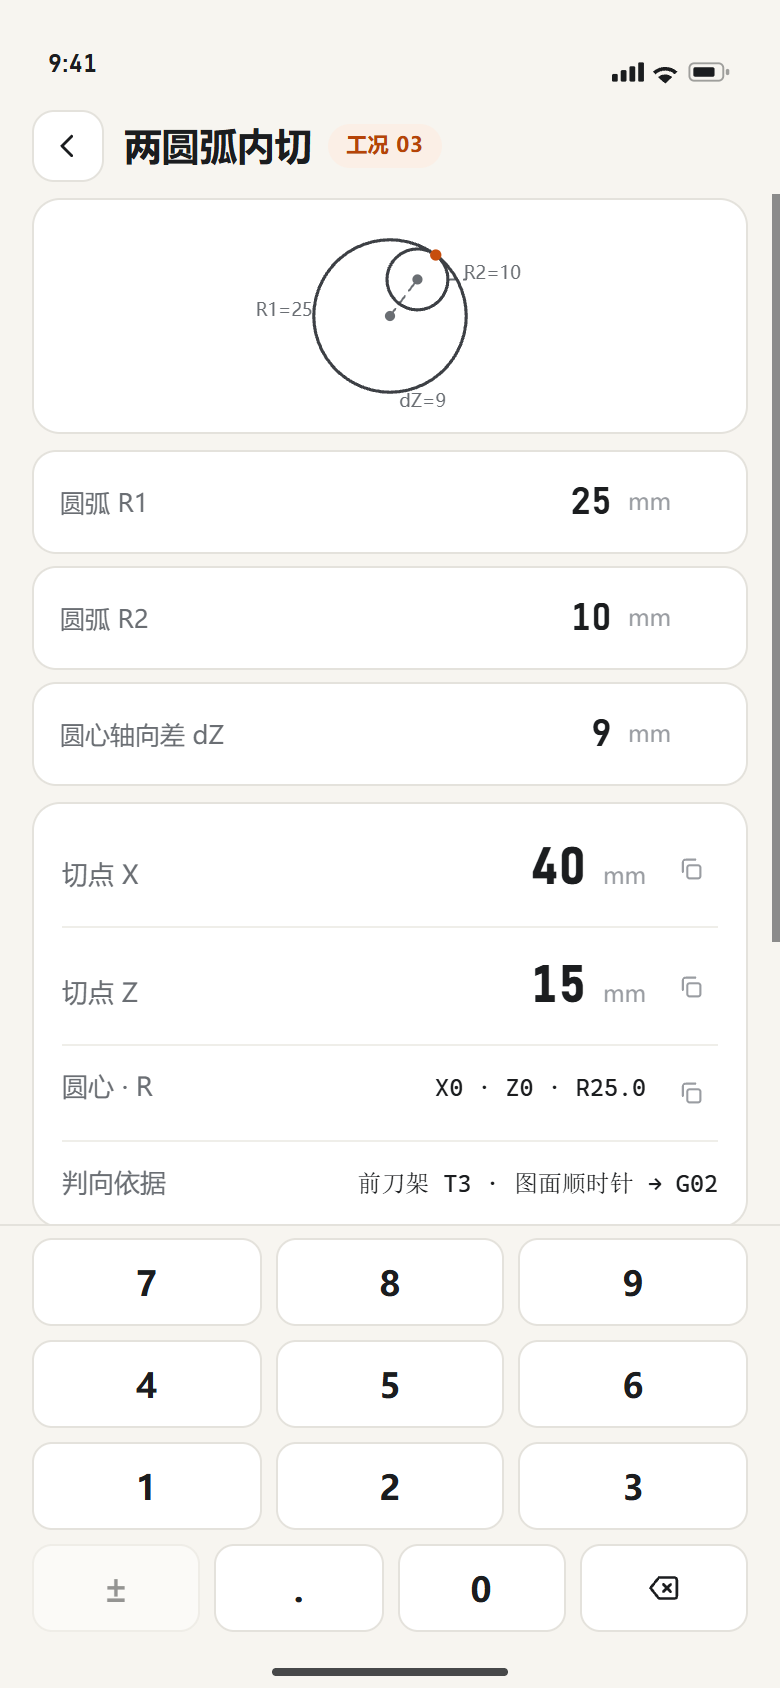 9:41
两圆弧内切 工况 03
R2=10
R1=25
dZ=9
圆弧 R1 25 mm
圆弧 R2 10 mm
圆心轴向差 dZ 9 mm
切点 X 40 mm
切点 Z 15 mm
圆心 · R X0 · Z0 · R25.0
判向依据 前刀架 T3 · 图面顺时针 → G02
7 8 9
4 5 6
1 2 3
± . 0